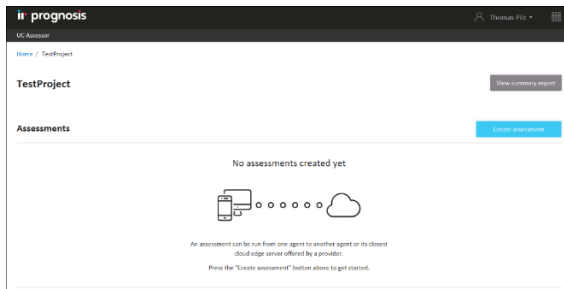 ir prognosis
Thomas Pilz
UC Assessor
Home / TestProject
TestProject
View summary report
Assessments
Create assessment
No assessments created yet
An assessment can be run from one agent to another agent or its closest
cloud edge server offered by a provider.
Press the "Create assessment" button above to get started.